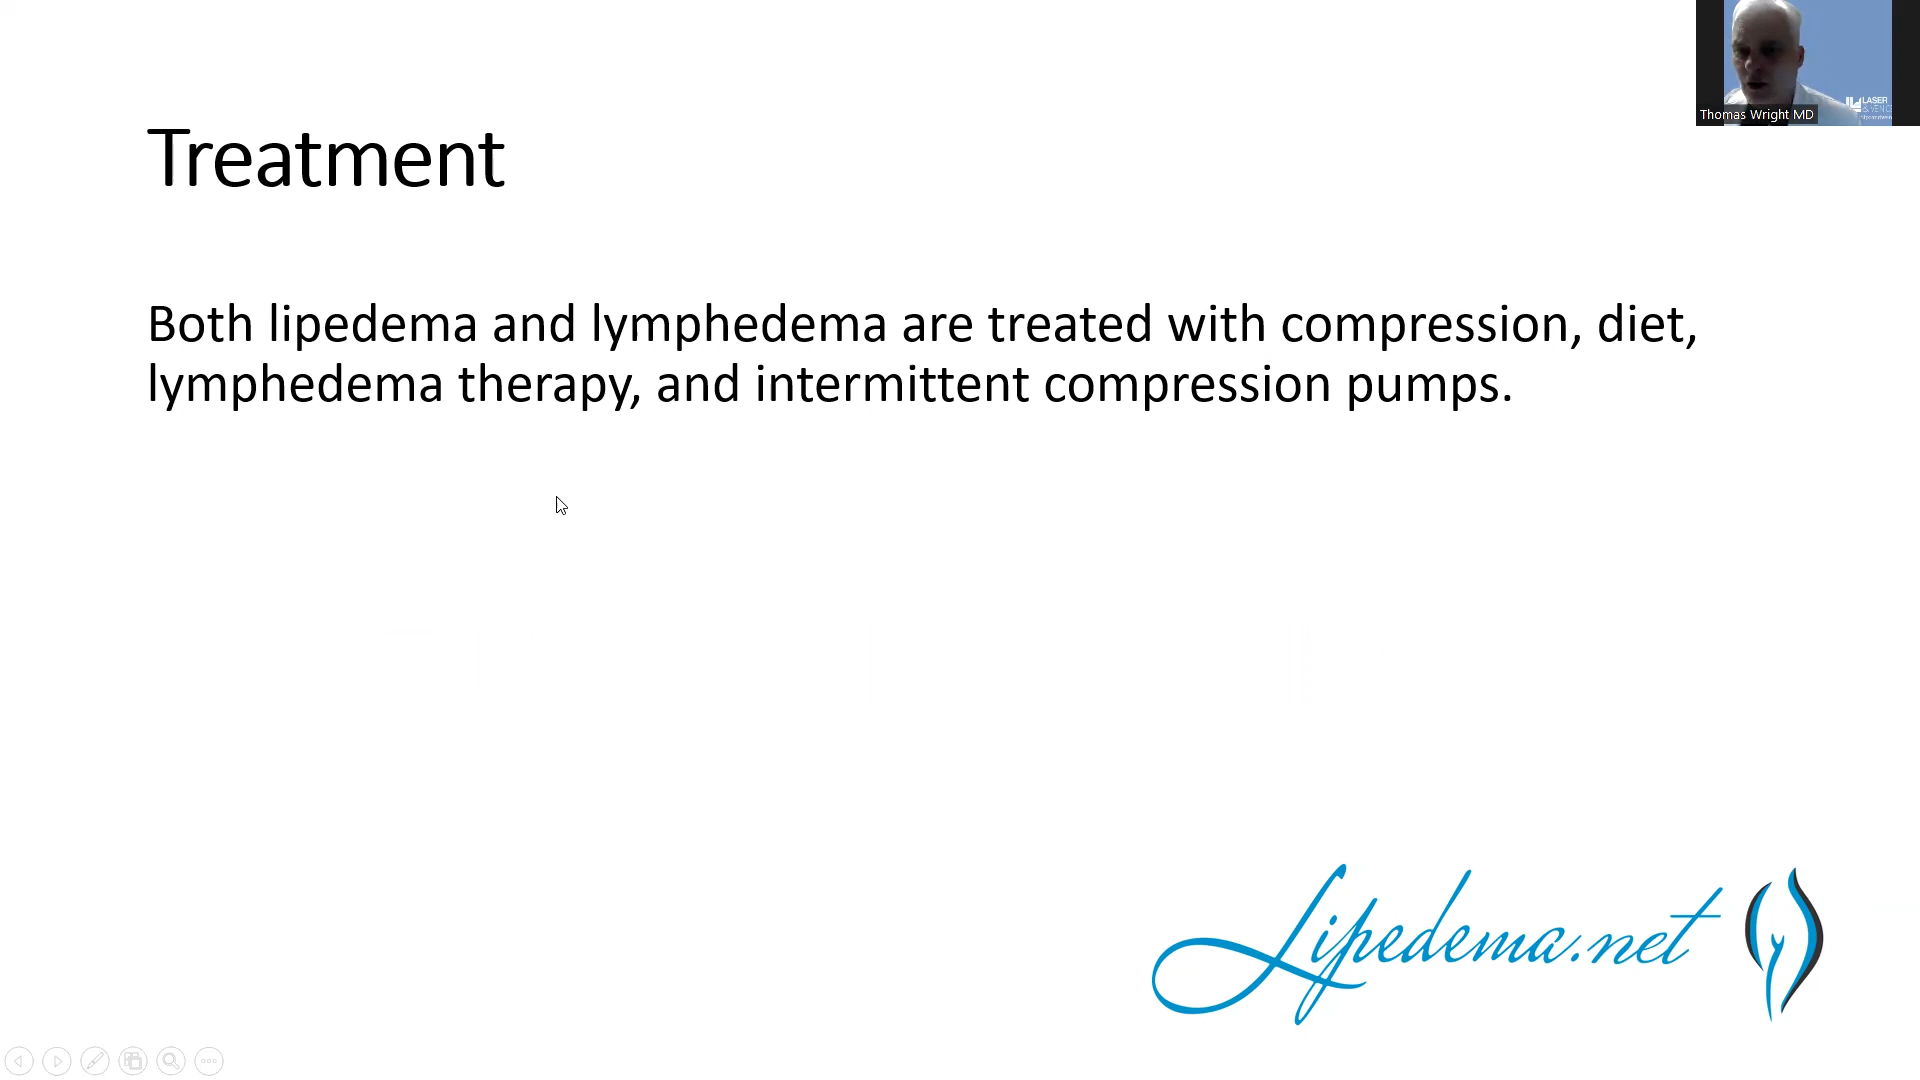 Treatment
Both lipedema and lymphedema are treated with compression, diet,
lymphedema therapy, and intermittent compression pumps.
LASER
Thomas Wright MD
Lipedema.net